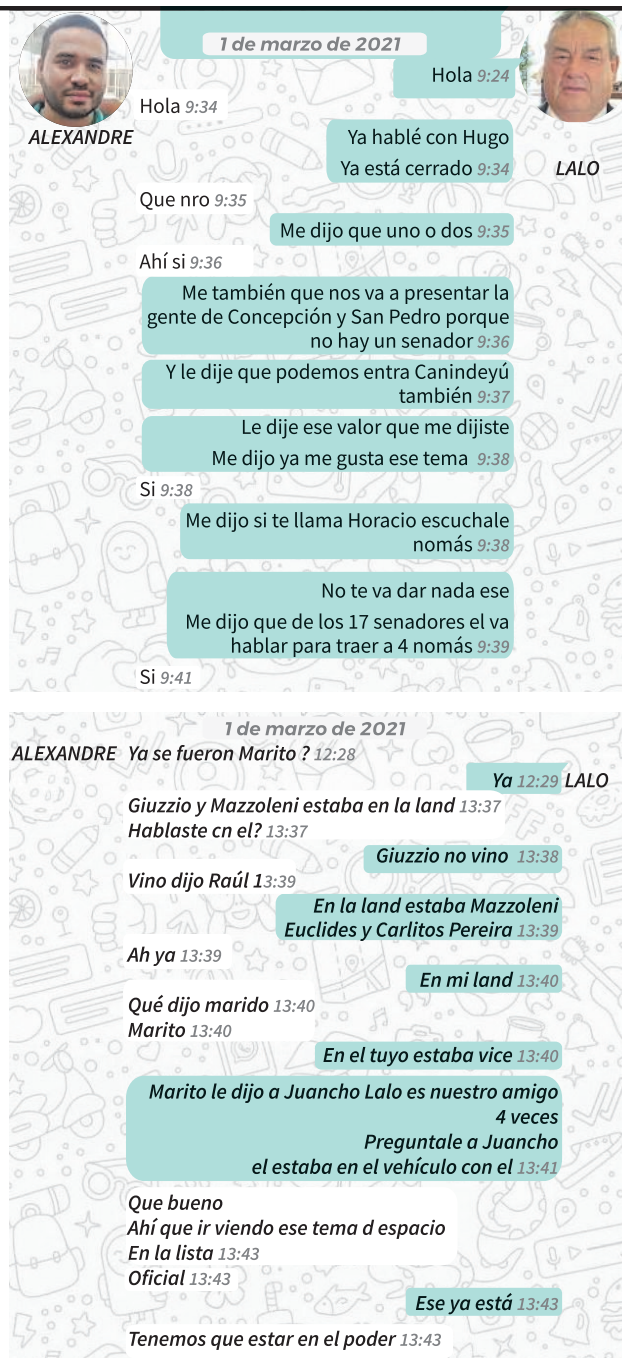 1 de marzo de 2021
Hola 9:24
Hola 9:34
ALEXANDRE
Ya hablé con Hugo
Ya está cerrado 9:34
LALO
Que nro 9:35
Me dijo que uno o dos 9:35
Ahí si 9:36
Me también que nos va a presentar la
gente de Concepción y San Pedro porque
no hay un senador 9:36
Y le dije que podemos entra Canindeyú
también 9:37
Le dije ese valor que me dijiste
Me dijo ya me gusta ese tema 9:38
Si 9:38
Me dijo si te llama Horacio escuchale
nomás 9:38
No te va dar nada ese
Me dijo que de los 17 senadores el va
hablar para traer a 4 nomás 9:39
Si 9:41
1 de marzo de 2021
ALEXANDRE Ya se fueron Marito ? 12:28
Ya 12:29 LALO
Giuzzio y Mazzoleni estaba en la land 13:37
Hablaste cn el? 13:37
Giuzzio no vino 13:38
Vino dijo Raúl 13:39
En la land estaba Mazzoleni
Euclides y Carlitos Pereira 13:39
Ah ya 13:39
En mi land 13:40
Qué dijo marido 13:40
Marito 13:40
En el tuyo estaba vice 13:40
Marito le dijo a Juancho Lalo es nuestro amigo
4 veces
Preguntale a Juancho
el estaba en el vehículo con el 13:41
Que bueno
Ahí que ir viendo ese tema d espacio
En la lista 13:43
Oficial 13:43
Ese ya está 13:43
Tenemos que estar en el poder 13:43